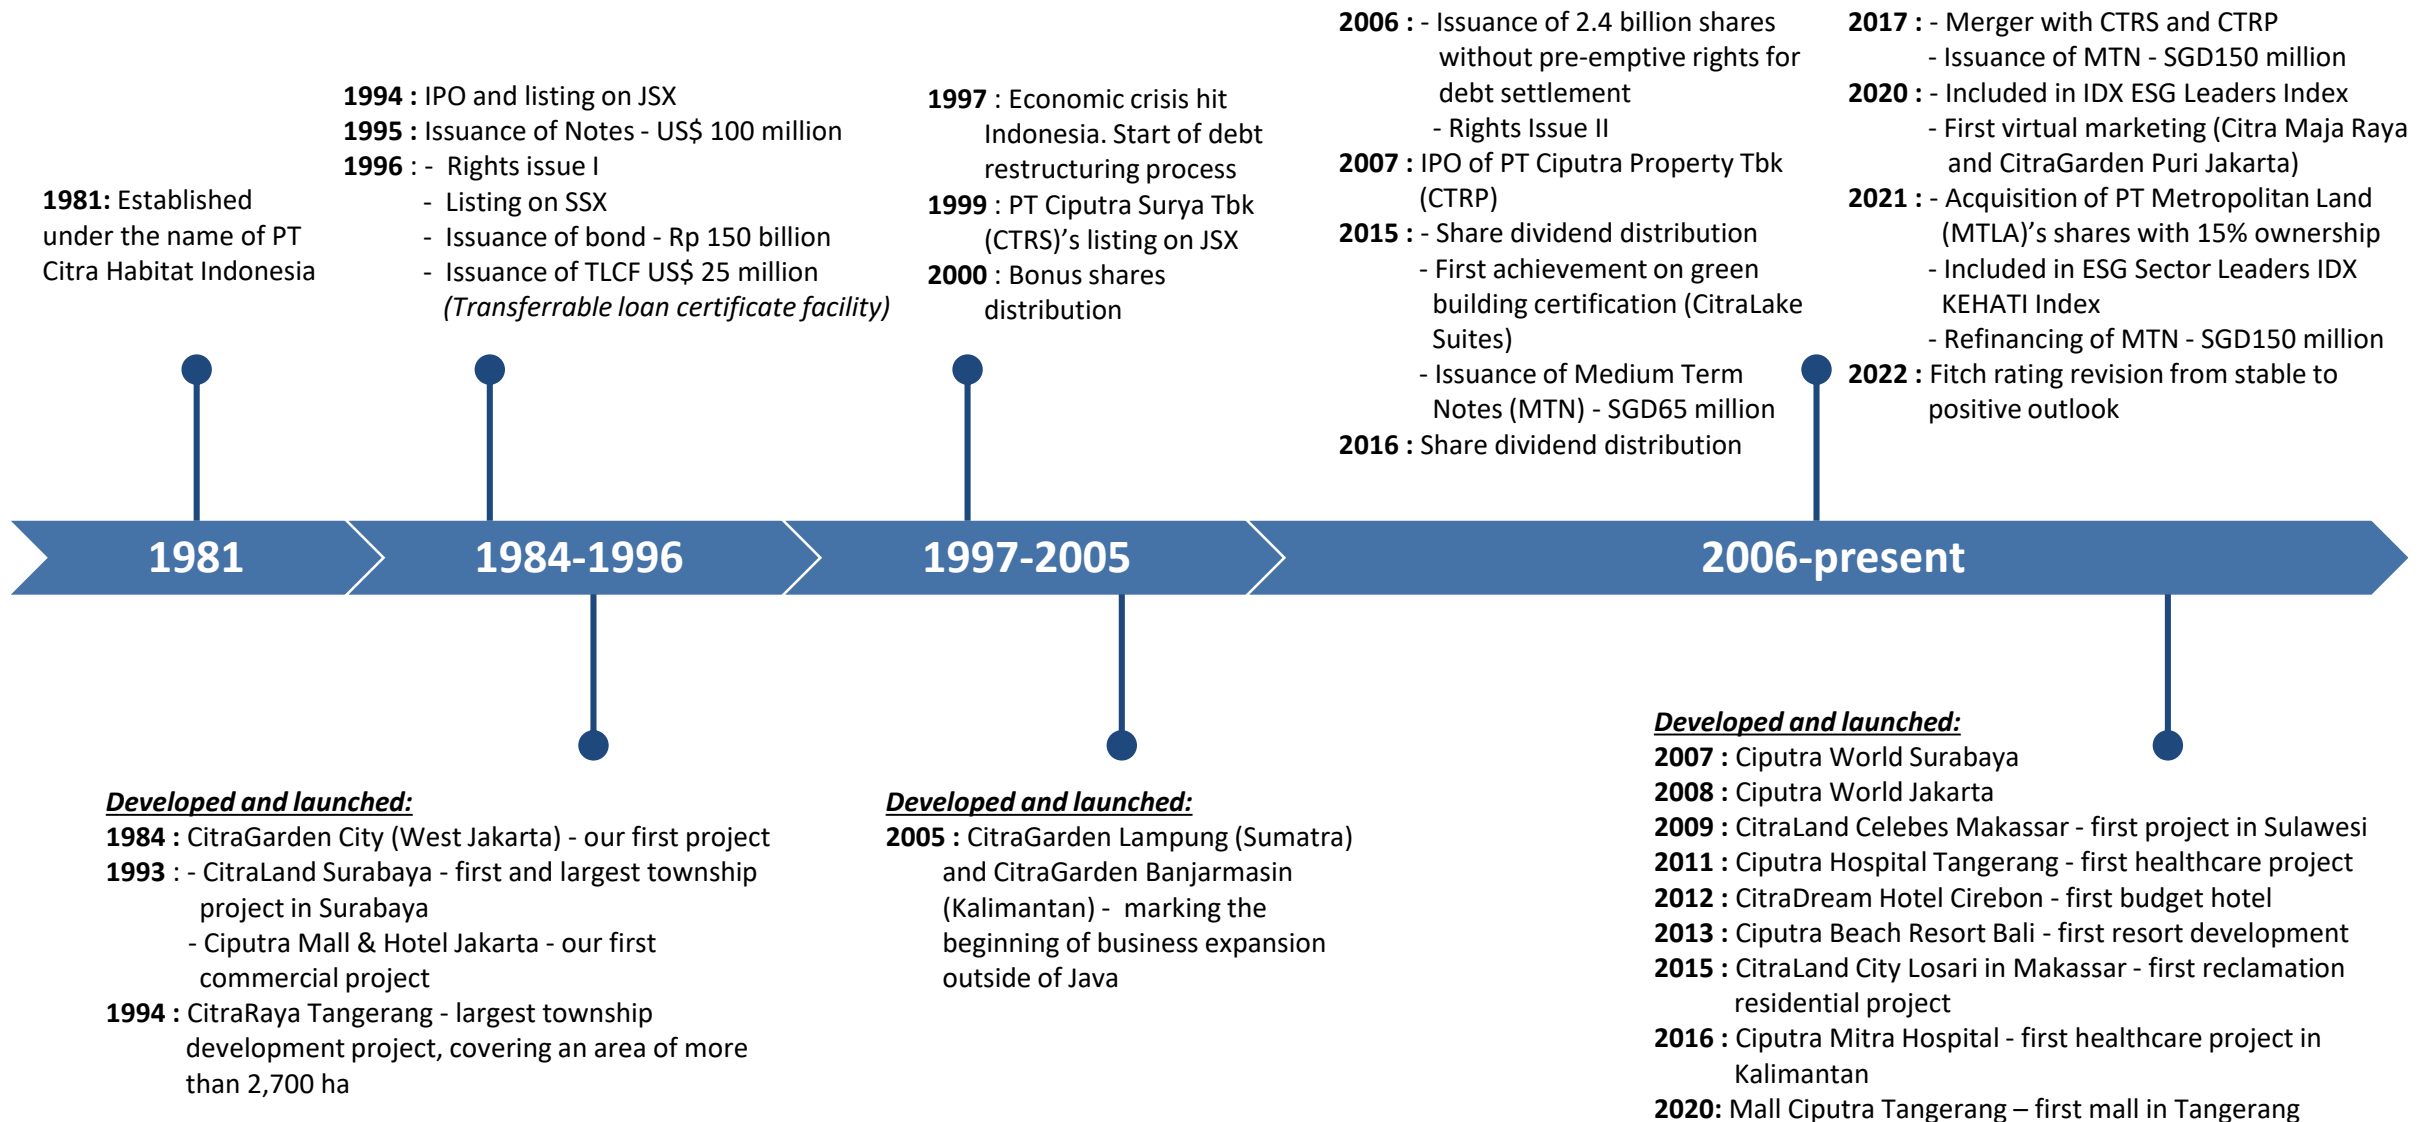 1981: Established
under the name of PT
Citra Habitat Indonesia
1994 : IPO and listing on JSX
1995 : Issuance of Notes - US$ 100 million
1996 : - Rights issue I
- Listing on SSX
- Issuance of bond - Rp 150 billion
- Issuance of TLCF US$ 25 million
(Transferrable loan certificate facility)
1997 : Economic crisis hit
Indonesia. Start of debt
restructuring process
1999 : PT Ciputra Surya Tbk
(CTRS)'s listing on JSX
2000 : Bonus shares
distribution
2006 : - Issuance of 2.4 billion shares
without pre-emptive rights for
debt settlement
- Rights Issue II
2007 : IPO of PT Ciputra Property Tbk
(CTRP)
2015 : - Share dividend distribution
- First achievement on green
building certification (CitraLake
Suites)
- Issuance of Medium Term
Notes (MTN) - SGD65 million
2016 : Share dividend distribution
2017 : - Merger with CTRS and CTRP
- Issuance of MTN - SGD150 million
2020 : - Included in IDX ESG Leaders Index
- First virtual marketing (Citra Maja Raya
and CitraGarden Puri Jakarta)
2021 : - Acquisition of PT Metropolitan Land
(MTLA)'s shares with 15% ownership
- Included in ESG Sector Leaders IDX
KEHATI Index
- Refinancing of MTN - SGD150 million
2022 : Fitch rating revision from stable to
positive outlook
1981
1984-1996
1997-2005
2006-present
Developed and launched:
1984 : CitraGarden City (West Jakarta) - our first project
1993 : - CitraLand Surabaya - first and largest township
project in Surabaya
- Ciputra Mall & Hotel Jakarta - our first
commercial project
1994 : CitraRaya Tangerang - largest township
development project, covering an area of more
than 2,700 ha
Developed and launched:
2005 : CitraGarden Lampung (Sumatra)
and CitraGarden Banjarmasin
(Kalimantan) - marking the
beginning of business expansion
outside of Java
Developed and launched:
2007 : Ciputra World Surabaya
2008 : Ciputra World Jakarta
2009 : CitraLand Celebes Makassar - first project in Sulawesi
2011 : Ciputra Hospital Tangerang - first healthcare project
2012 : CitraDream Hotel Cirebon - first budget hotel
2013 : Ciputra Beach Resort Bali - first resort development
2015 : CitraLand City Losari in Makassar - first reclamation
residential project
2016 : Ciputra Mitra Hospital - first healthcare project in
Kalimantan
2020: Mall Ciputra Tangerang – first mall in Tangerang